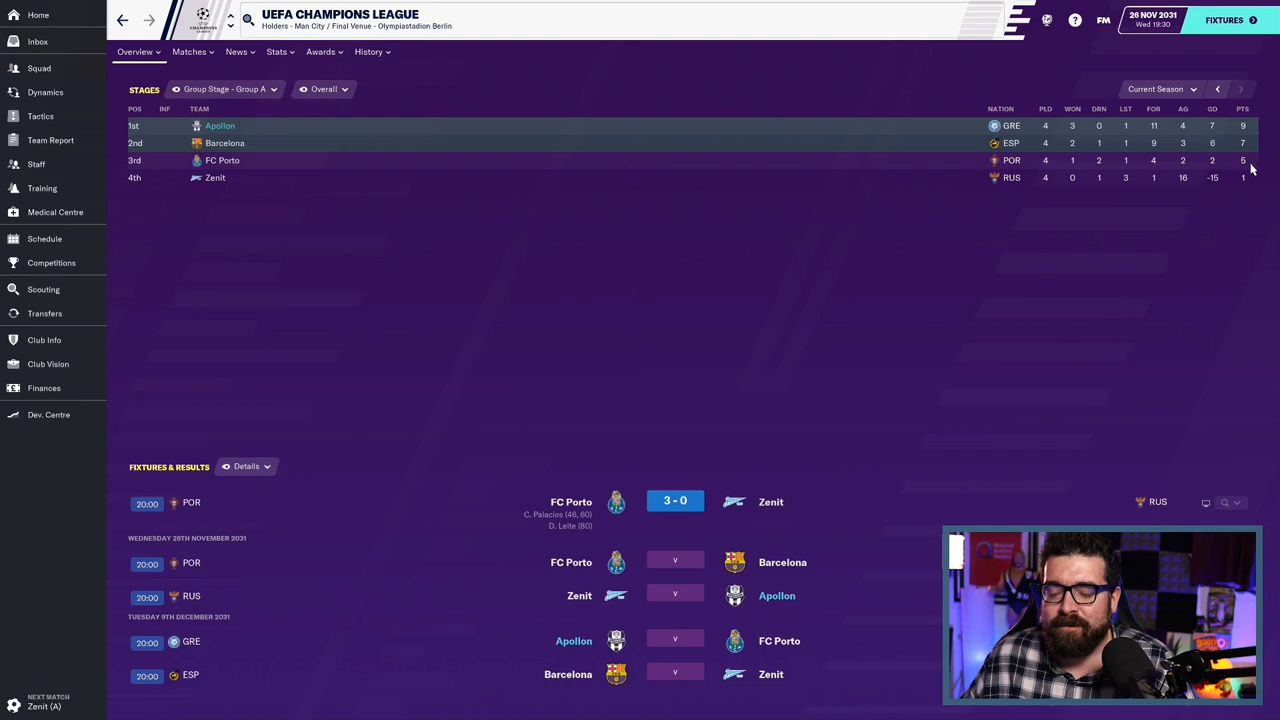 Home
UEFA CHAMPIONS LEAGUE
Holders - Man City / Final Venue - Olympiastadion Berlin
FM
26 NOV 2031
Wed 19:30
FIXTURES
Inbox
Squad
Dynamics
Tactics
Team Report
Staff
Training
Medical Centre
Schedule
Competitions
Scouting
Transfers
Club Info
Club Vision
Finances
Dev. Centre
NEXT MATCH
Zenit (A)
Overview Matches News Stats Awards History
STAGES Group Stage - Group A Overall Current Season
POS INF TEAM NATION PLD WON DRN LST FOR AG GD PTS
1st Apollon GRE 4 3 0 1 11 4 7 9
2nd Barcelona ESP 4 2 1 1 9 3 6 7
3rd FC Porto POR 4 1 2 1 4 2 2 5
4th Zenit RUS 4 0 1 3 1 16 -15 1
FIXTURES & RESULTS Details
20:00 POR FC Porto 3 - 0 Zenit RUS
C. Palacios (46, 60)
D. Leite (80)
WEDNESDAY 26TH NOVEMBER 2031
20:00 POR FC Porto v Barcelona
20:00 RUS Zenit v Apollon
TUESDAY 9TH DECEMBER 2031
20:00 GRE Apollon v FC Porto
20:00 ESP Barcelona v Zenit